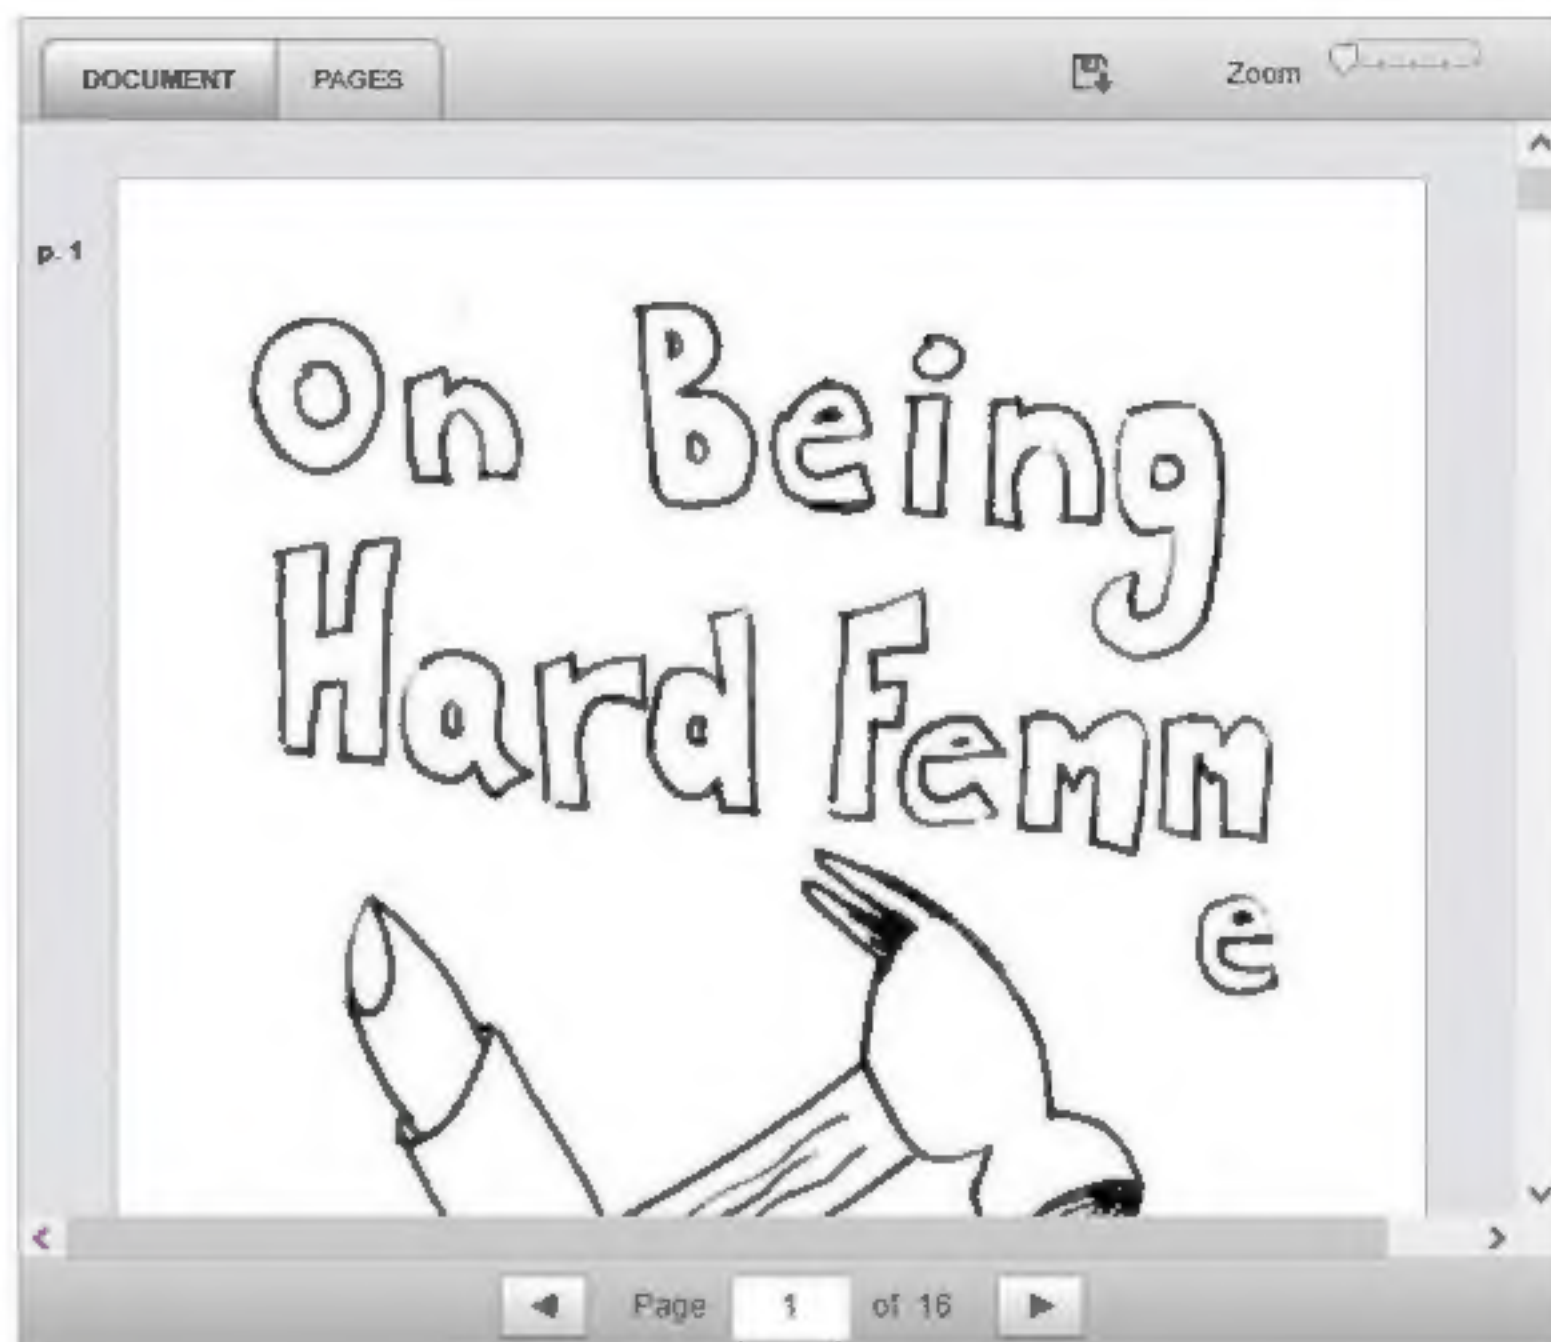 DOCUMENT PAGES Zoom
p. 1
On Being
Hard Femm
e
Page 1 of 16